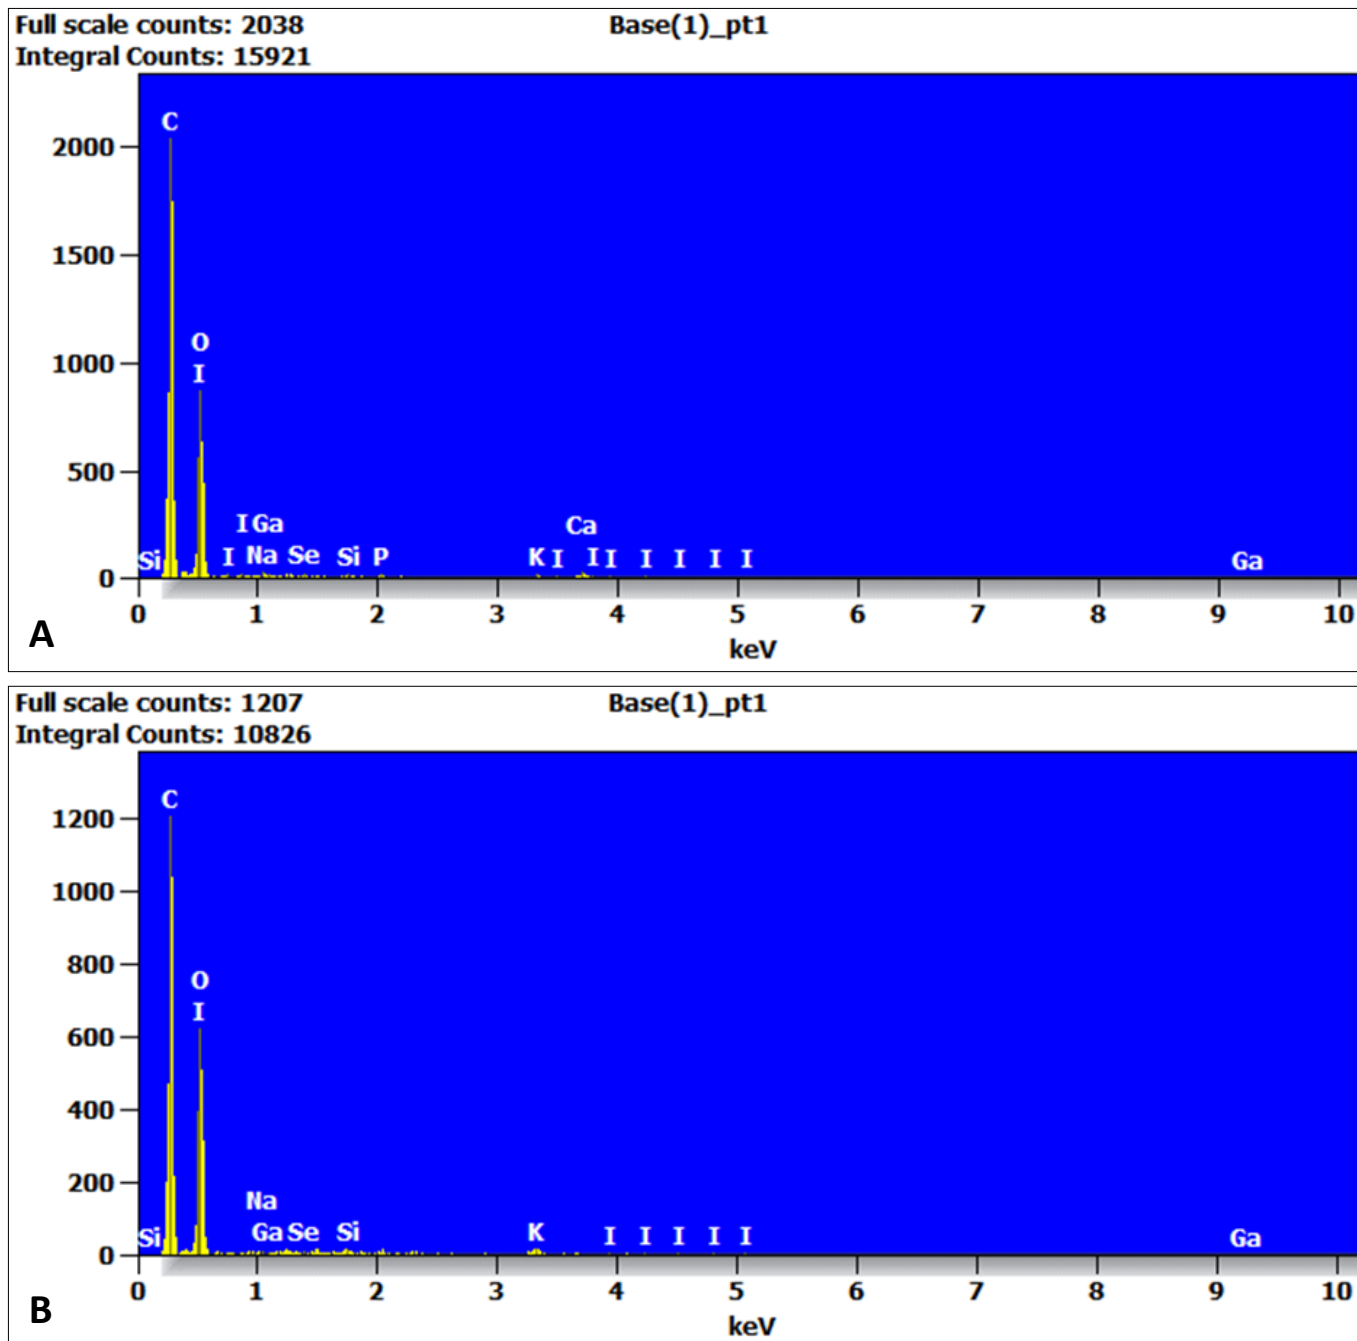 Full scale counts: 2038 Base(1)_pt1
Integral Counts: 15921
C
2000
1500
1000
O
I
500
I Ga Ca
Si I Na Se Si P K I I I I I I I Ga
0
0 1 2 3 4 5 6 7 8 9 10
keV
A
Full scale counts: 1207 Base(1)_pt1
Integral Counts: 10826
C
1200
1000
800
O
I
600
400
200
Na
Si Ga Se Si K I I I I I Ga
0
0 1 2 3 4 5 6 7 8 9 10
keV
B